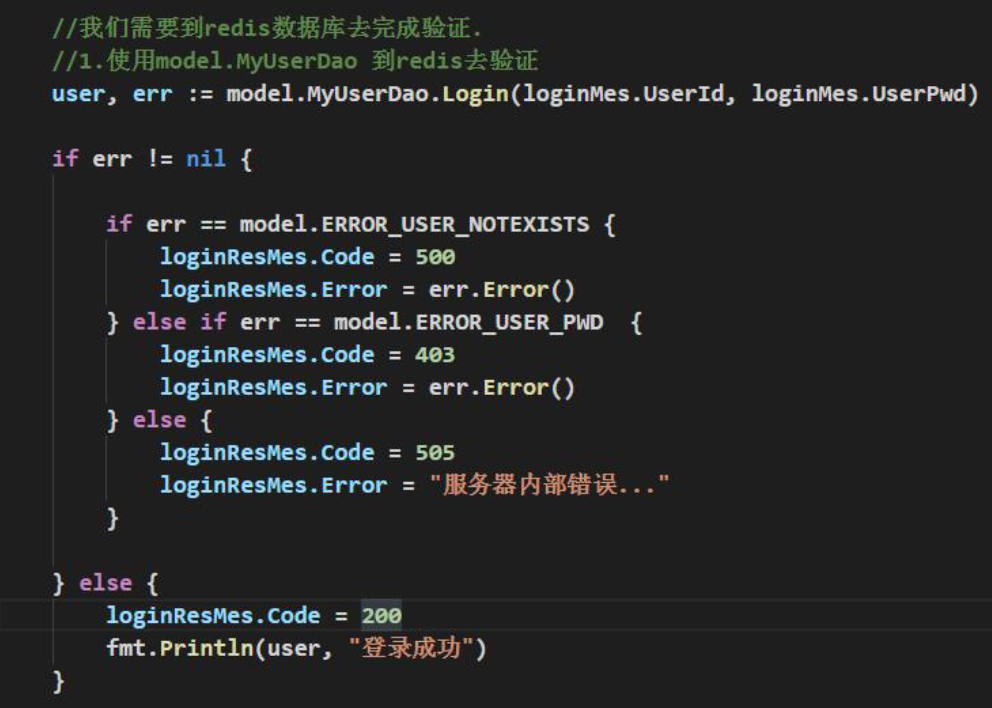 //我们需要到redis数据库去完成验证.
//1.使用model.MyUserDao 到redis去验证
user, err := model.MyUserDao.Login(loginMes.UserId, loginMes.UserPwd)
if err != nil {
if err == model.ERROR_USER_NOTEXISTS {
loginResMes.Code = 500
loginResMes.Error = err.Error()
} else if err == model.ERROR_USER_PWD  {
loginResMes.Code = 403
loginResMes.Error = err.Error()
} else {
loginResMes.Code = 505
loginResMes.Error = "服务器内部错误..."
}
} else {
loginResMes.Code = 200
fmt.Println(user, "登录成功")
}